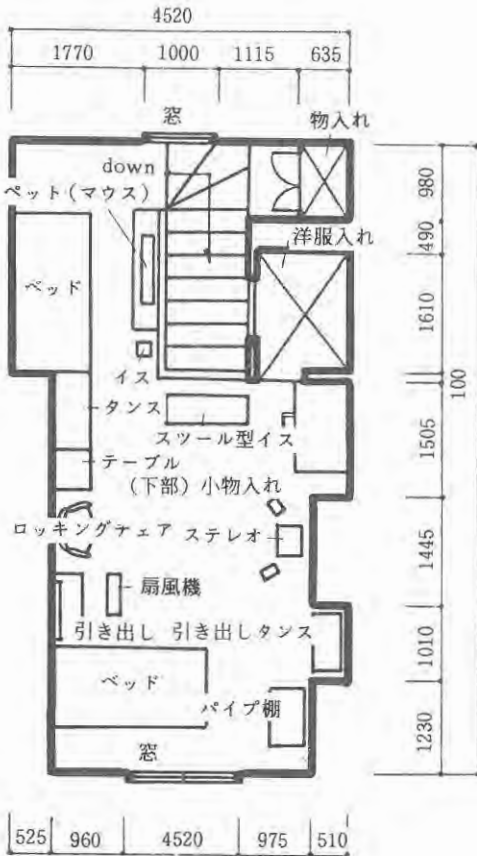 4520
1770 1000 1115 635
窓 物入れ
down
ペット(マウス)
洋服入れ
ベッド
イス
タンス
スツール型イス
テーブル
(下部)小物入れ
ロッキングチェア ステレオ
扇風機
引き出し 引き出しタンス
ベッド
パイプ棚
窓
980
490
1610
1505
1445
1010
1230
100
525 960 4520 975 510